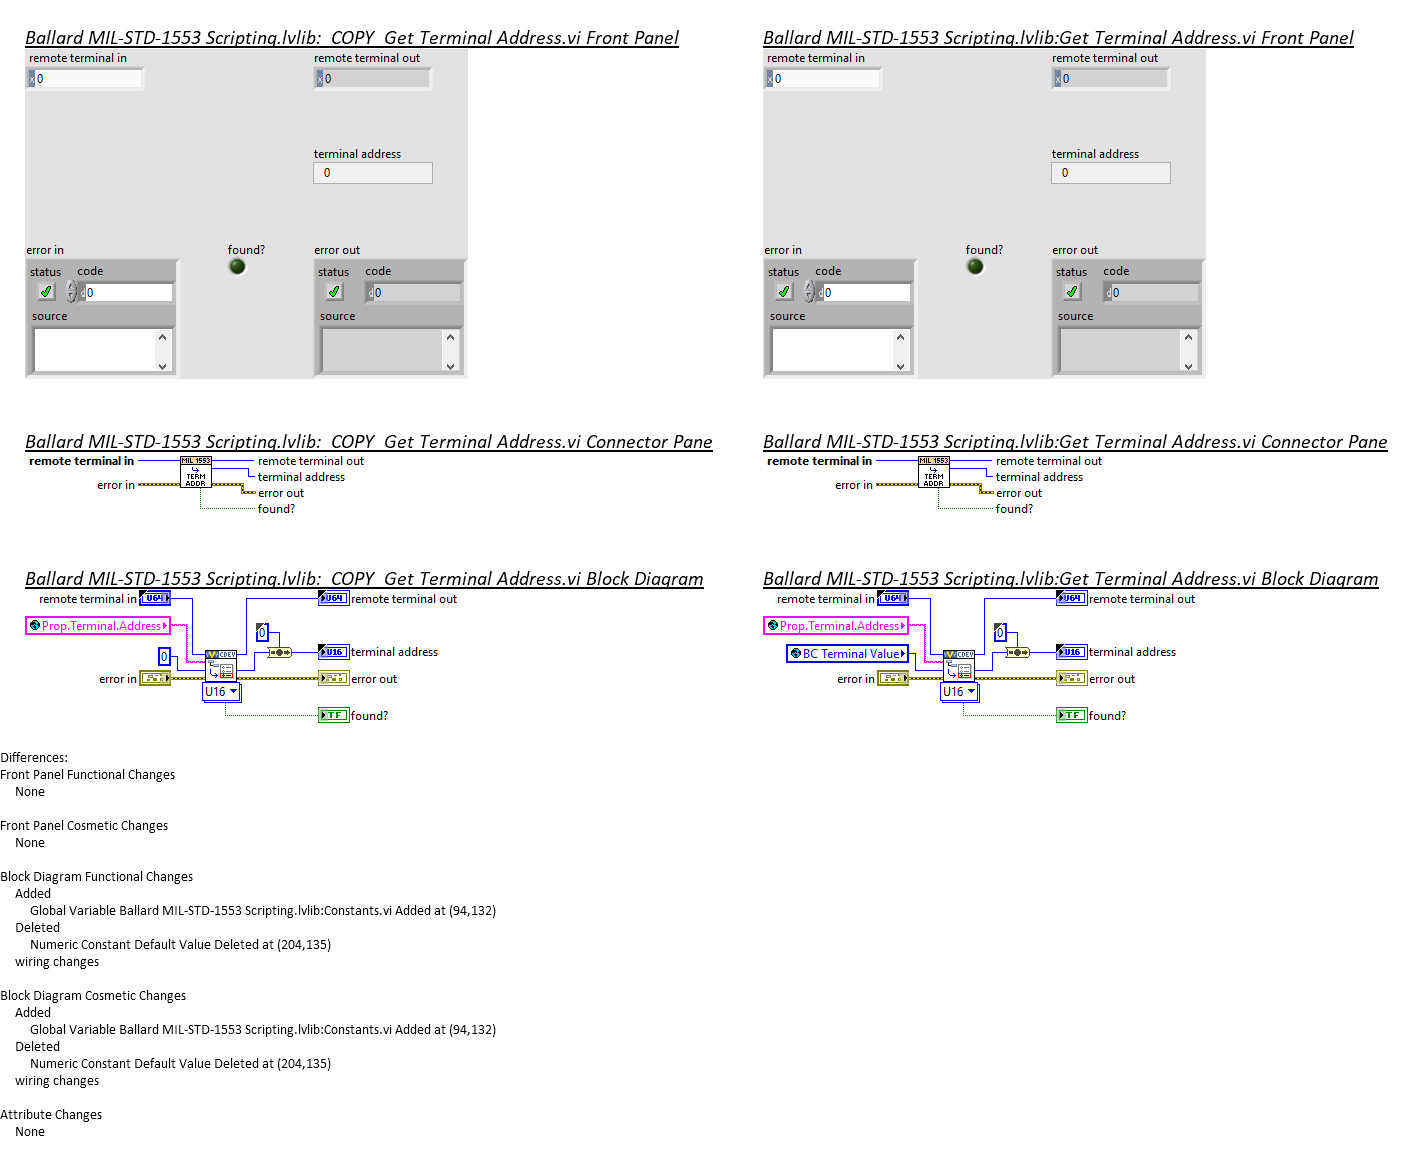 Ballard MIL-STD-1553 Scripting.lvlib:_COPY_Get Terminal Address.vi Front Panel
remote terminal in
remote terminal out
x 0
x 0
terminal address
0
error in
found?
error out
status
code
status
code
d 0
d 0
source
source
Ballard MIL-STD-1553 Scripting.lvlib:Get Terminal Address.vi Front Panel
remote terminal in
remote terminal out
x 0
x 0
terminal address
0
error in
found?
error out
status
code
status
code
d 0
d 0
source
source
Ballard MIL-STD-1553 Scripting.lvlib:_COPY_Get Terminal Address.vi Connector Pane
remote terminal in
MIL 1553
TERM
ADDR
remote terminal out
terminal address
error in
error out
found?
Ballard MIL-STD-1553 Scripting.lvlib:Get Terminal Address.vi Connector Pane
remote terminal in
MIL 1553
TERM
ADDR
remote terminal out
terminal address
error in
error out
found?
Ballard MIL-STD-1553 Scripting.lvlib:_COPY_Get Terminal Address.vi Block Diagram
remote terminal in
U64
U64
remote terminal out
Prop.Terminal.Address
0
0
CDEV
U16
terminal address
error in
error out
U16
TF
found?
Ballard MIL-STD-1553 Scripting.lvlib:Get Terminal Address.vi Block Diagram
remote terminal in
U64
U64
remote terminal out
Prop.Terminal.Address
0
BC Terminal Value
CDEV
U16
terminal address
error in
error out
U16
TF
found?
Differences:
Front Panel Functional Changes
None
Front Panel Cosmetic Changes
None
Block Diagram Functional Changes
Added
Global Variable Ballard MIL-STD-1553 Scripting.lvlib:Constants.vi Added at (94,132)
Deleted
Numeric Constant Default Value Deleted at (204,135)
wiring changes
Block Diagram Cosmetic Changes
Added
Global Variable Ballard MIL-STD-1553 Scripting.lvlib:Constants.vi Added at (94,132)
Deleted
Numeric Constant Default Value Deleted at (204,135)
wiring changes
Attribute Changes
None